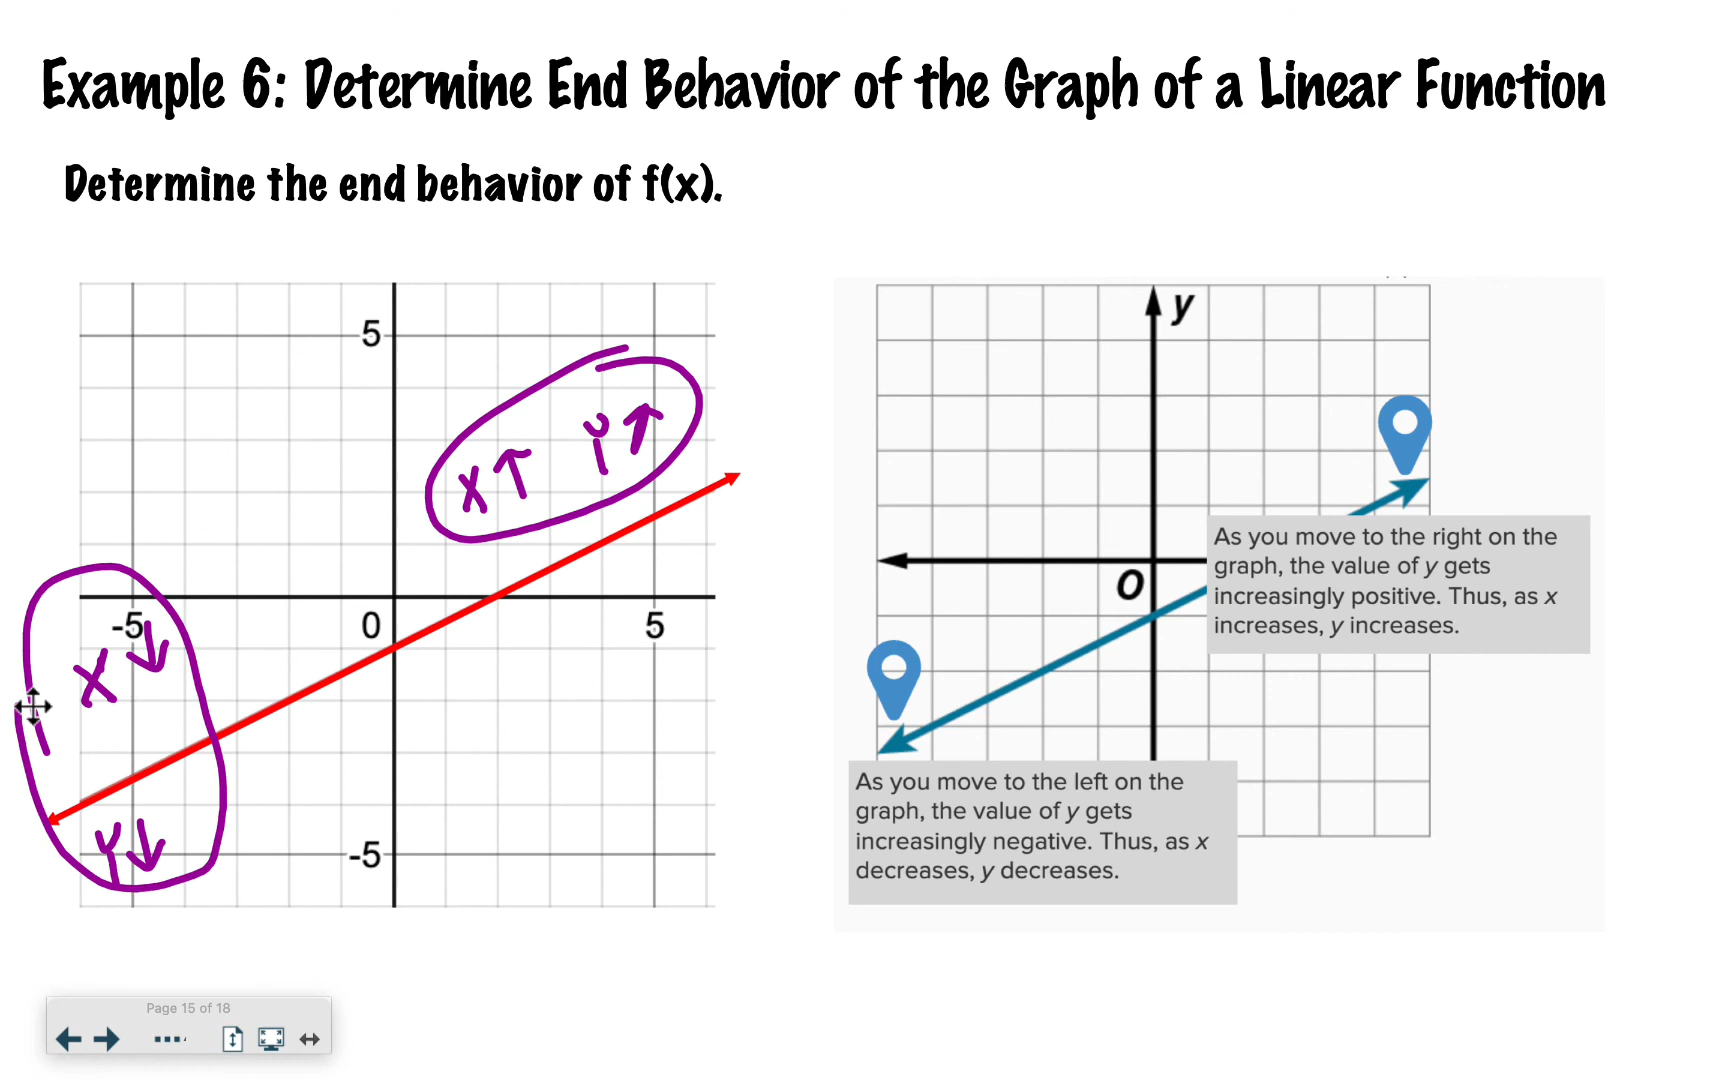 Example 6: Determine End Behavior of the Graph of a Linear Function
Determine the end behavior of f(x).
5
X↑ Y↑
-5
0
5
X↓
Y↓
-5
y
O
As you move to the right on the
graph, the value of y gets
increasingly positive. Thus, as x
increases, y increases.
As you move to the left on the
graph, the value of y gets
increasingly negative. Thus, as x
decreases, y decreases.
Page 15 of 18